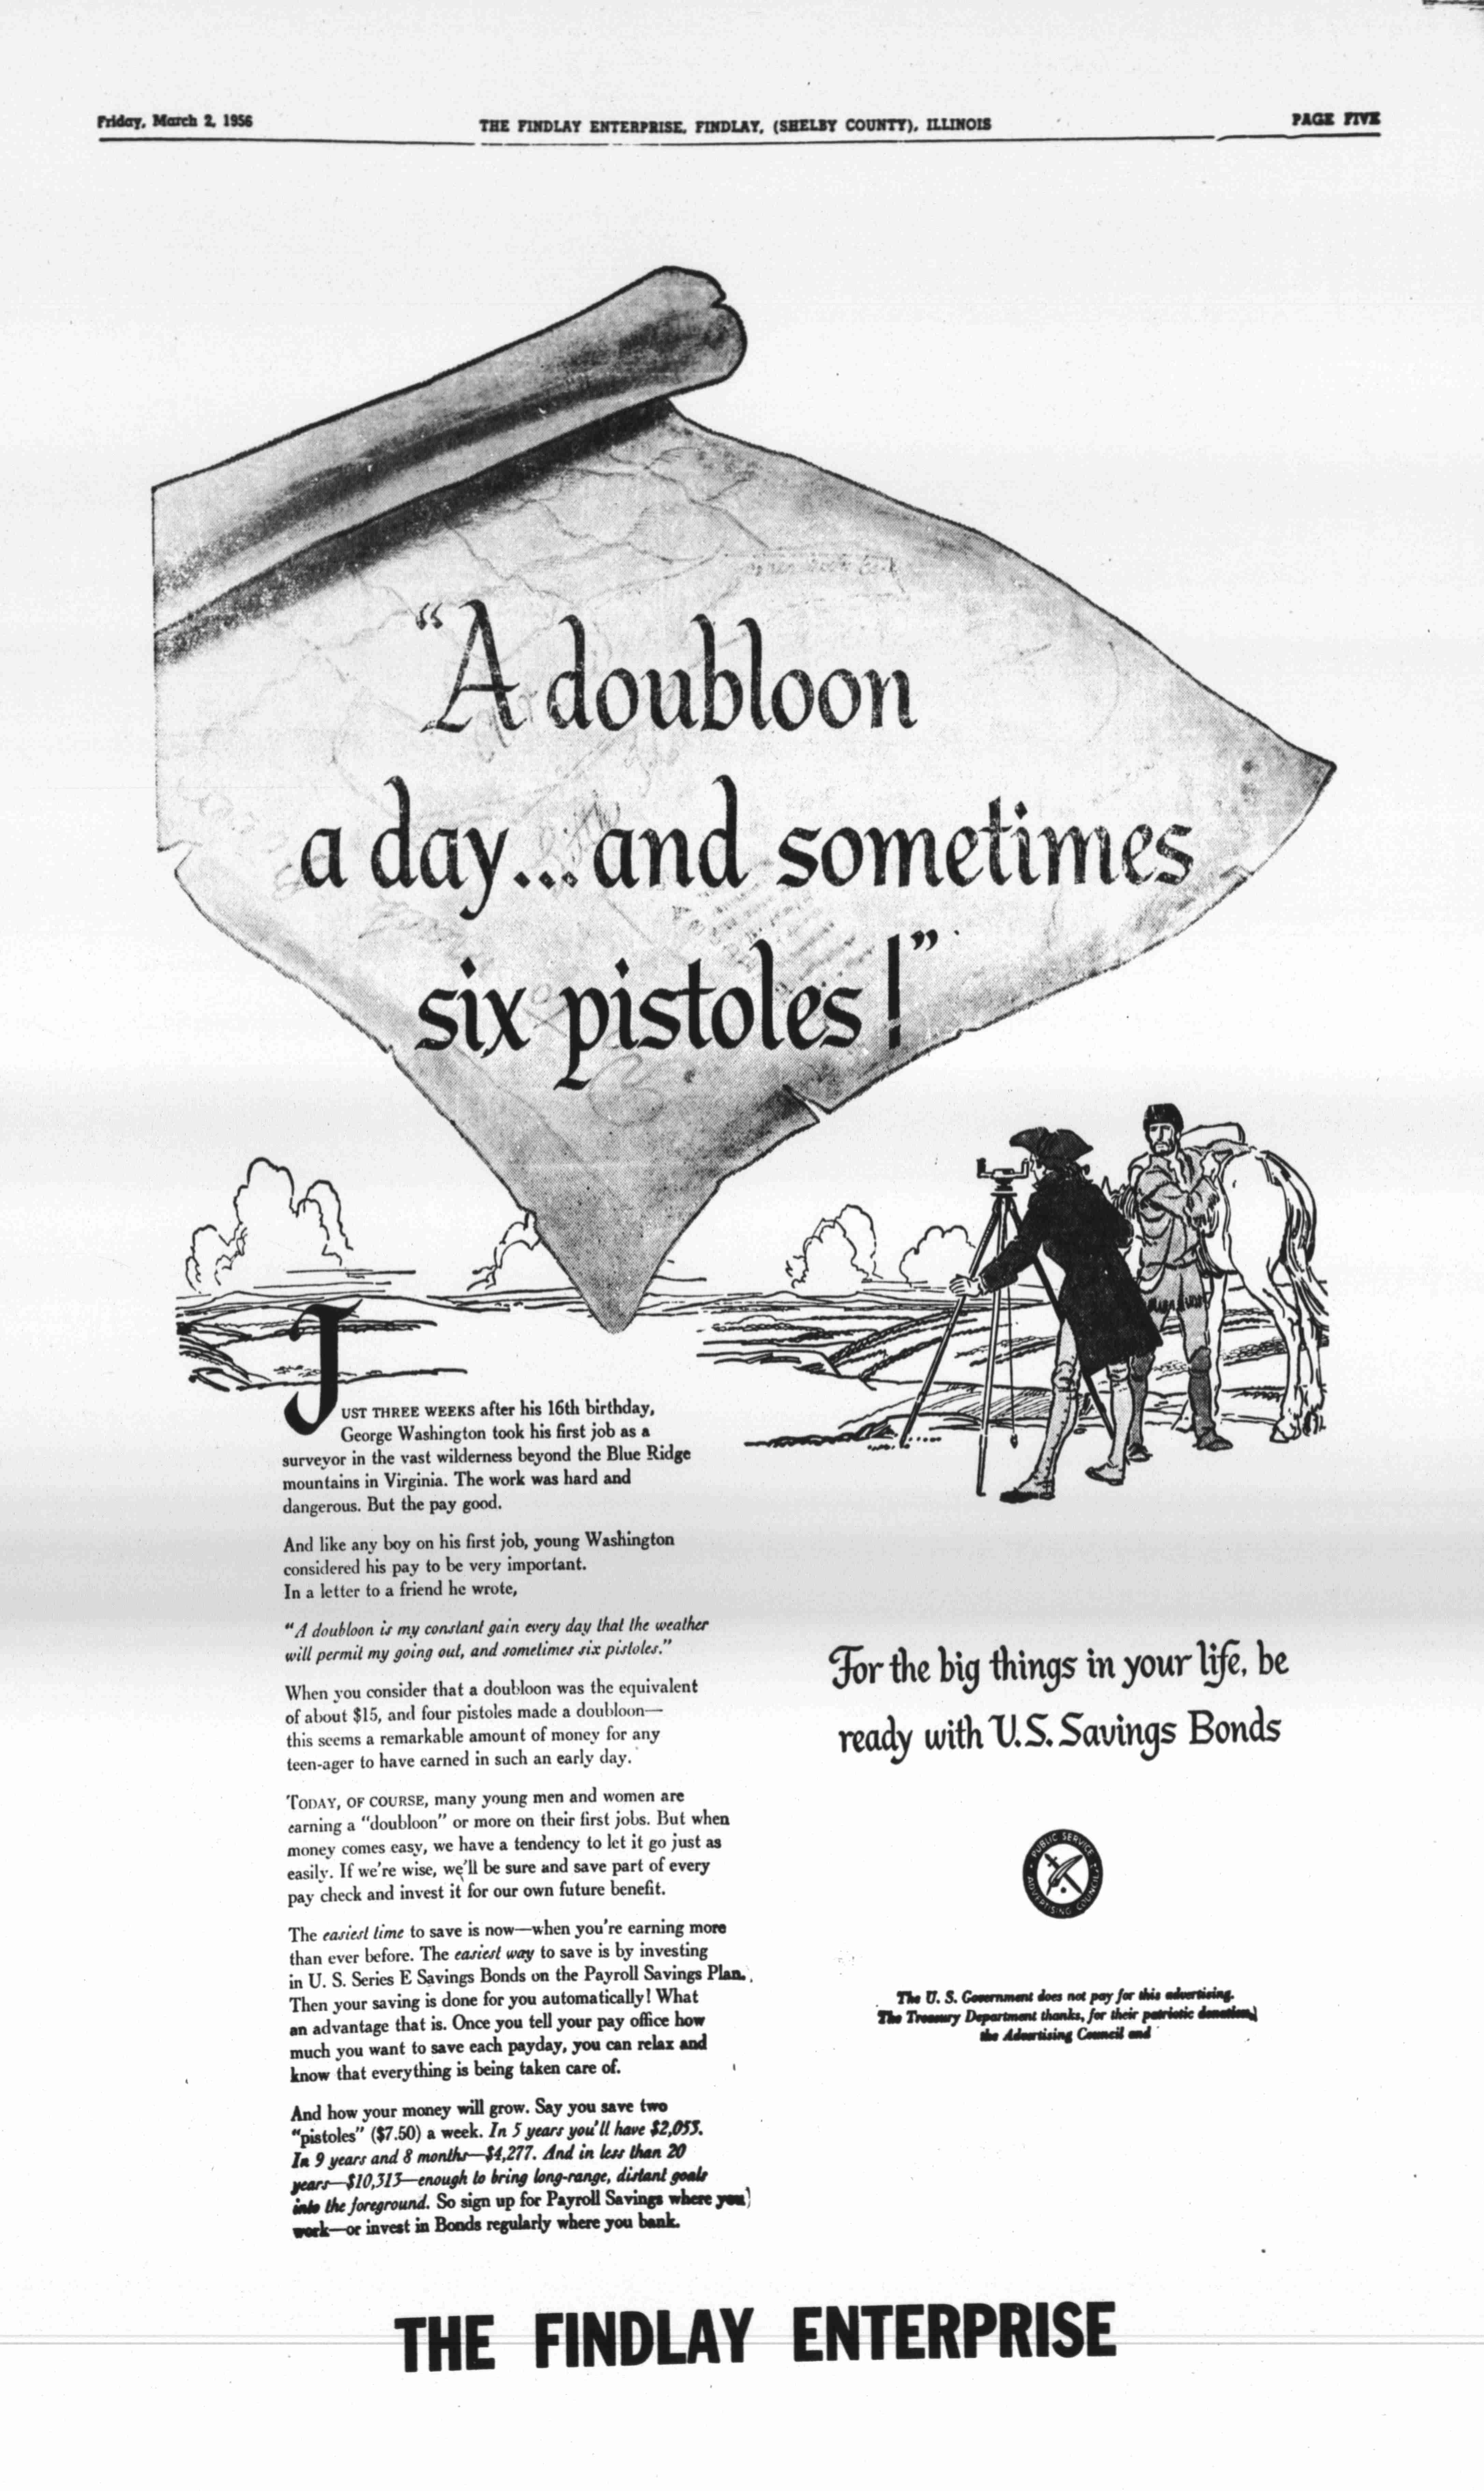 Friday, March 2, 1956
THE FINDLAY ENTERPRISE, FINDLAY, (SHELBY COUNTY), ILLINOIS
PAGE FIVE
“A doubloon
a day...and sometimes
six pistoles!”
JUST THREE WEEKS after his 16th birthday,
George Washington took his first job as a
surveyor in the vast wilderness beyond the Blue Ridge
mountains in Virginia. The work was hard and
dangerous. But the pay good.
And like any boy on his first job, young Washington
considered his pay to be very important.
In a letter to a friend he wrote,
“A doubloon is my constant gain every day that the weather
will permit my going out, and sometimes six pistoles.”
When you consider that a doubloon was the equivalent
of about $15, and four pistoles made a doubloon—
this seems a remarkable amount of money for any
teen-ager to have earned in such an early day.
TODAY, OF COURSE, many young men and women are
earning a “doubloon” or more on their first jobs. But when
money comes easy, we have a tendency to let it go just as
easily. If we're wise, we'll be sure and save part of every
pay check and invest it for our own future benefit.
The easiest time to save is now—when you're earning more
than ever before. The easiest way to save is by investing
in U. S. Series E Savings Bonds on the Payroll Savings Plan.
Then your saving is done for you automatically! What
an advantage that is. Once you tell your pay office how
much you want to save each payday, you can relax and
know that everything is being taken care of.
And how your money will grow. Say you save two
“pistoles” ($7.50) a week. In 5 years you'll have $2,055.
In 9 years and 8 months—$4,277. And in less than 20
years—$10,313—enough to bring long-range, distant goals
into the foreground. So sign up for Payroll Savings where you
work—or invest in Bonds regularly where you bank.
For the big things in your life, be
ready with U.S. Savings Bonds
PUBLIC SERVICE
ADVERTISING COUNCIL
The U. S. Government does not pay for this advertising.
The Treasury Department thanks, for their patriotic donation,
the Advertising Council and
THE FINDLAY ENTERPRISE